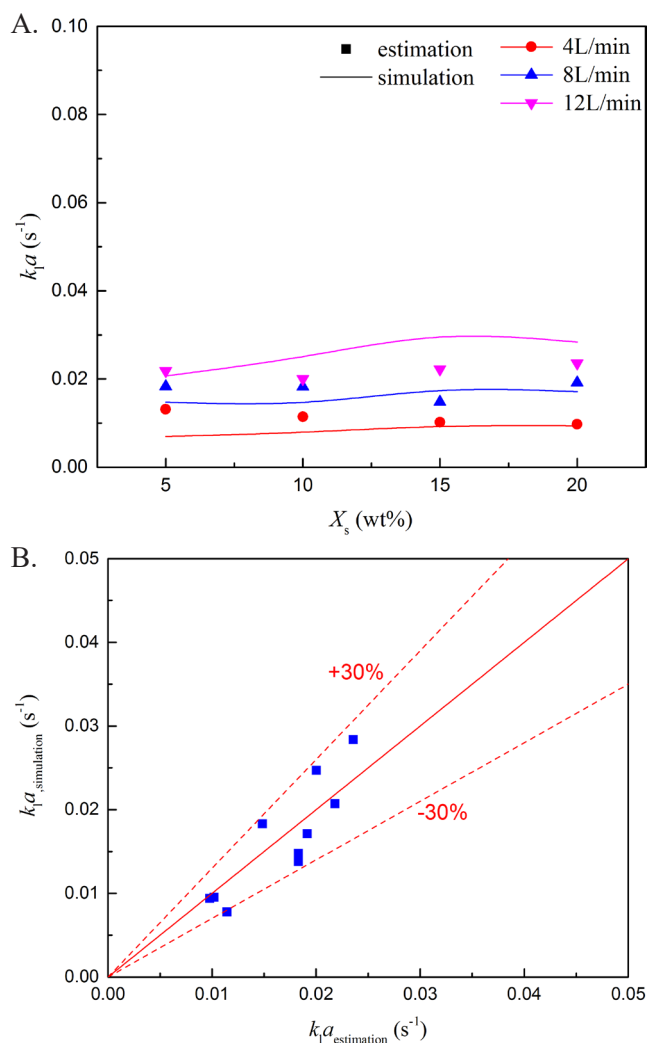 A.
0.10
0.08
0.06
0.04
0.02
0.00
kₗa (s⁻¹)
estimation
simulation
4L/min
8L/min
12L/min
5 10 15 20
Xₛ (wt%)
B.
0.05
0.04
0.03
0.02
0.01
0.00
kₗa,simulation (s⁻¹)
+30%
-30%
0.00 0.01 0.02 0.03 0.04 0.05
kₗaestimation (s⁻¹)